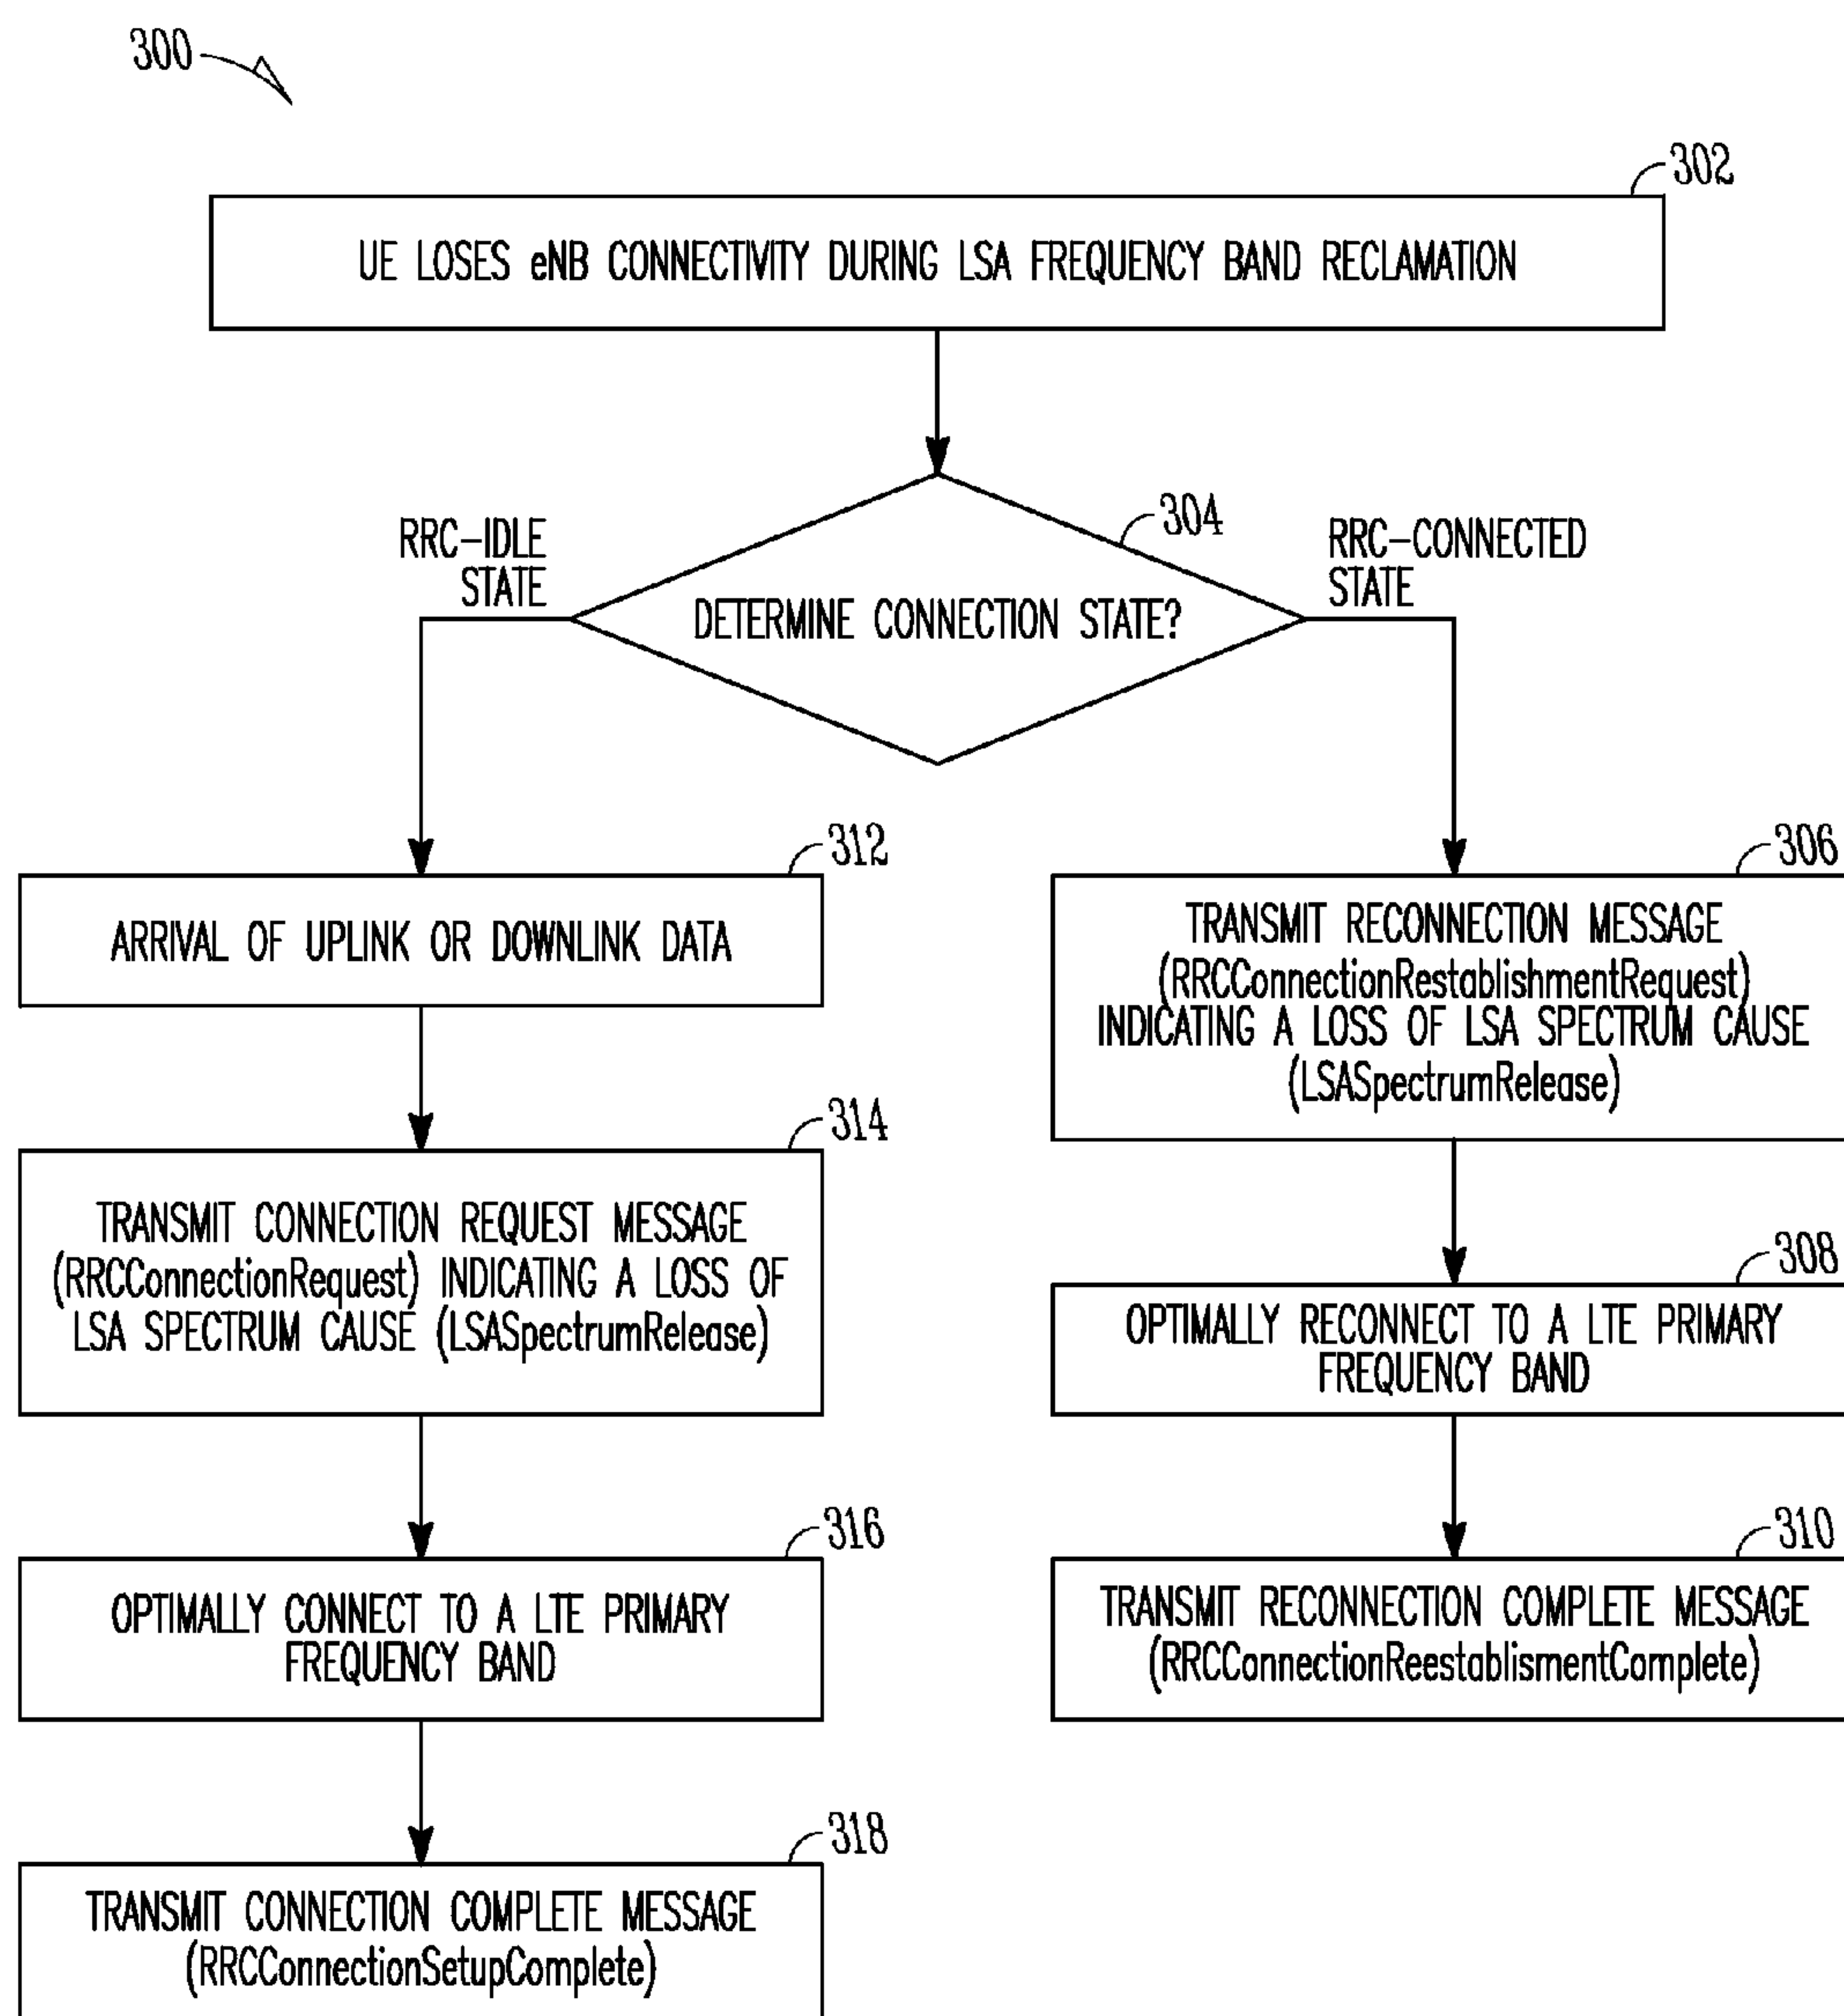 300
302
UE LOSES eNB CONNECTIVITY DURING LSA FREQUENCY BAND RECLAMATION
304
RRC-IDLE
STATE
RRC-CONNECTED
STATE
DETERMINE CONNECTION STATE?
312
ARRIVAL OF UPLINK OR DOWNLINK DATA
314
TRANSMIT CONNECTION REQUEST MESSAGE
(RRCConnectionRequest) INDICATING A LOSS OF
LSA SPECTRUM CAUSE (LSASpectrumRelease)
316
OPTIMALLY CONNECT TO A LTE PRIMARY
FREQUENCY BAND
318
TRANSMIT CONNECTION COMPLETE MESSAGE
(RRCConnectionSetupComplete)
306
TRANSMIT RECONNECTION MESSAGE
(RRCConnectionRestablishmentRequest)
INDICATING A LOSS OF LSA SPECTRUM CAUSE
(LSASpectrumRelease)
308
OPTIMALLY RECONNECT TO A LTE PRIMARY
FREQUENCY BAND
310
TRANSMIT RECONNECTION COMPLETE MESSAGE
(RRCConnectionReestablismentComplete)